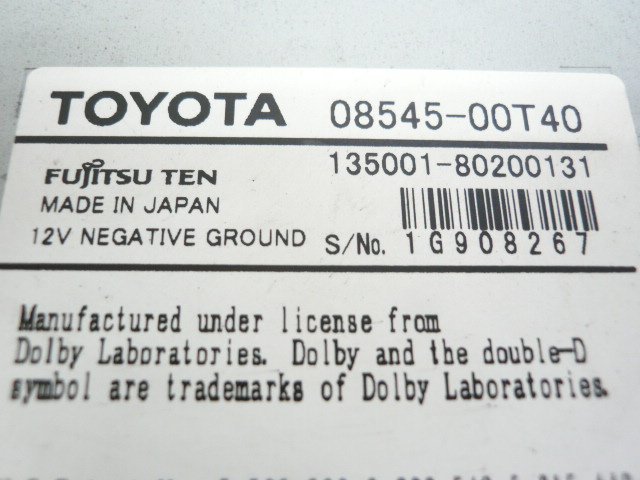 TOYOTA 08545-00T40
FUJITSU TEN 135001-80200131
MADE IN JAPAN
12V NEGATIVE GROUND S/No. 1G908267
Manufactured under license from
Dolby Laboratories. Dolby and the double-D
symbol are trademarks of Dolby Laboratories.